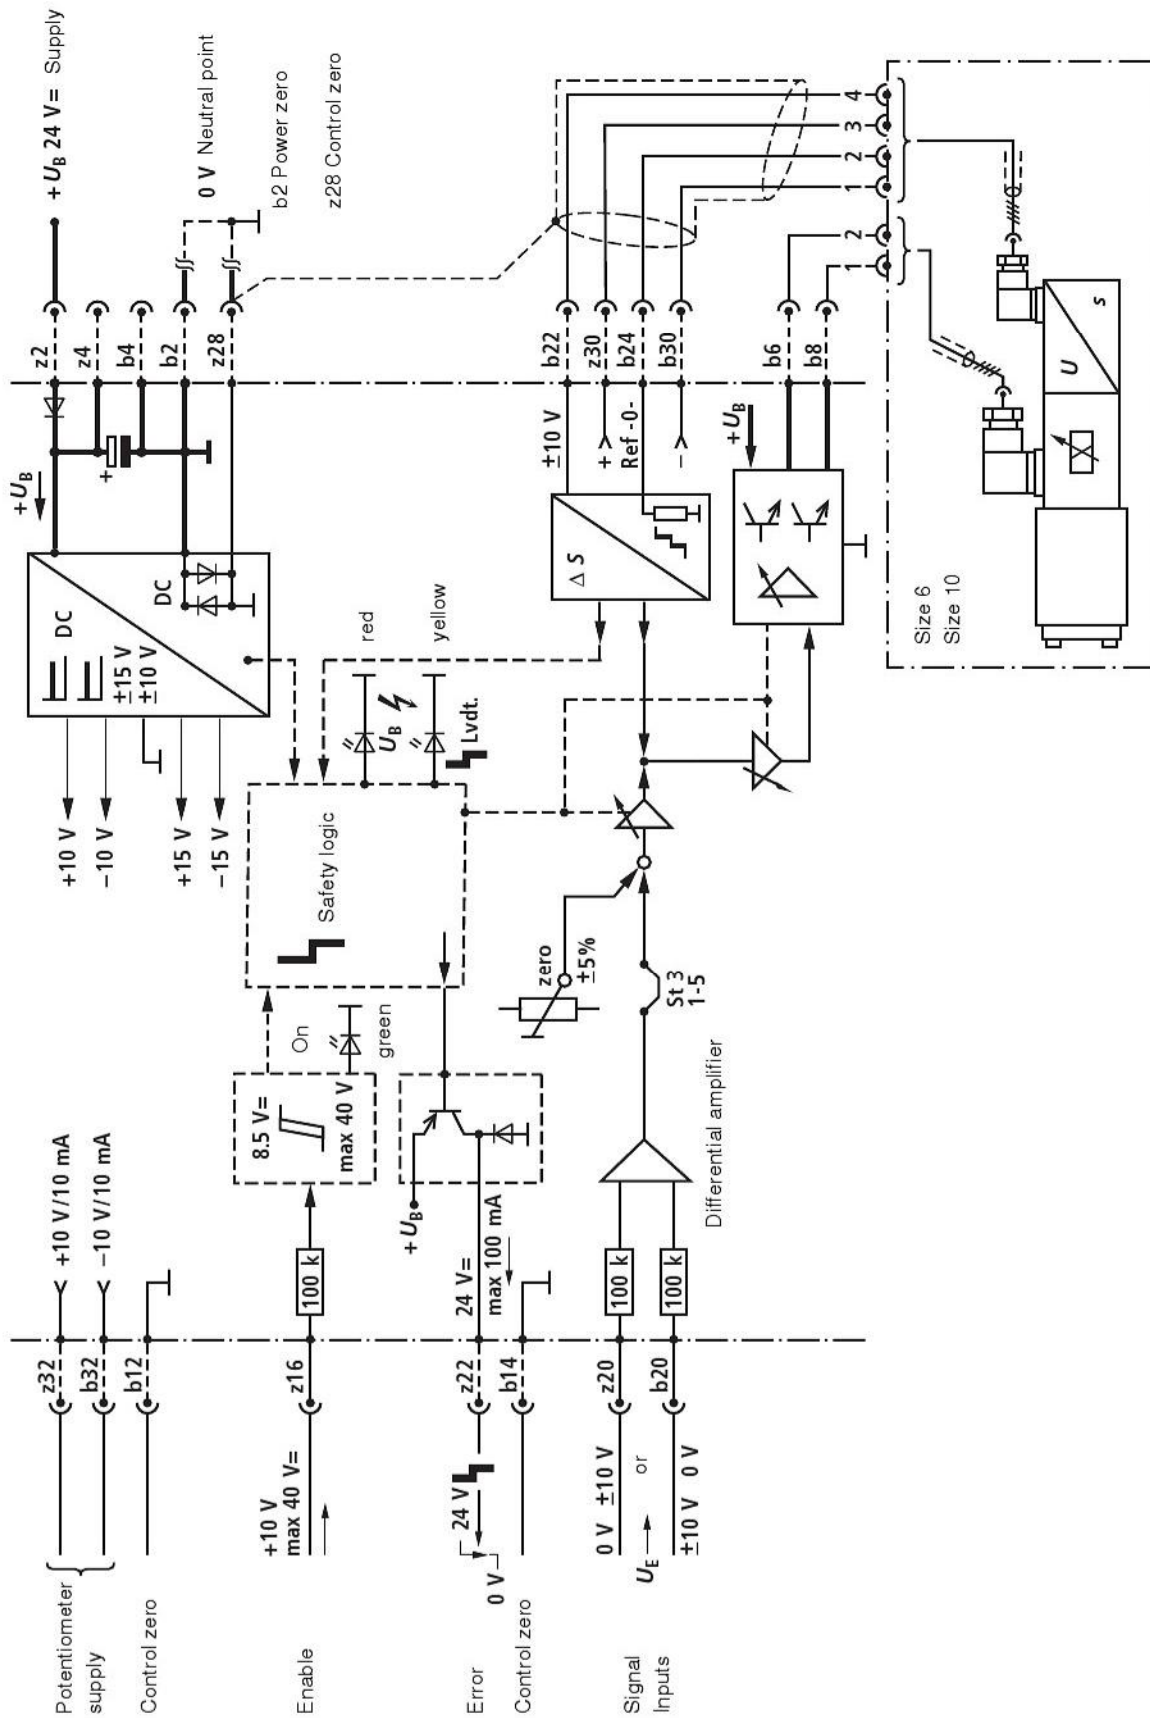 Potentiometer
supply
z32
+10 V/10 mA
b32
−10 V/10 mA
Control zero
b12
Enable
+10 V
max 40 V=
z16
100 k
8.5 V=
max 40 V
On
green
Error
24 V
0 V
z22
24 V=
max 100 mA
+U_B
Control zero
b14
Signal
Inputs
0 V ±10 V
U_E or
±10 V 0 V
z20
b20
100 k
100 k
Differential amplifier
St 3
1-5
zero
±5%
Safety logic
U_B
Lvdt.
red
yellow
+10 V
−10 V
+15 V
−15 V
DC
±15 V
±10 V
DC
+U_B
+
z2
z4
b4
b2
z28
+U_B 24 V= Supply
0 V Neutral point
b2 Power zero
z28 Control zero
Δ S
±10 V
+
Ref -0-
−
b22
z30
b24
b30
+U_B
b6
b8
1
2
1
2
3
4
Size 6
Size 10
U
s